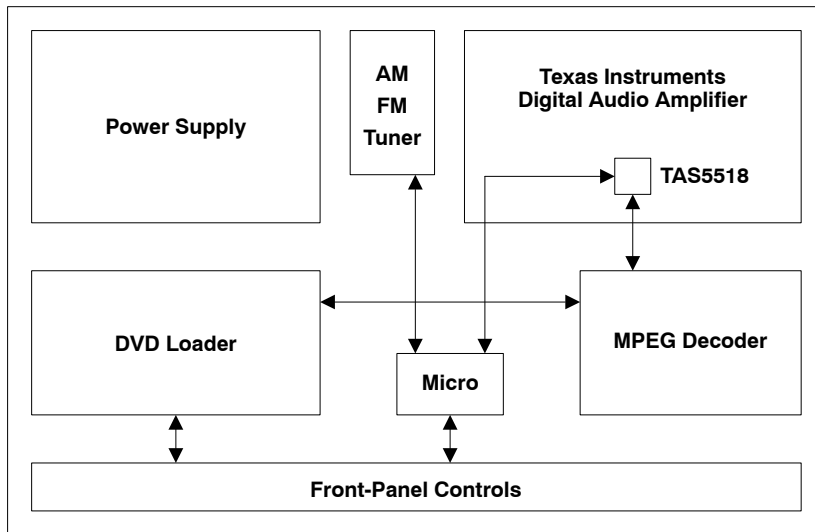 Power Supply
AM
FM
Tuner
Texas Instruments
Digital Audio Amplifier
TAS5518
DVD Loader
Micro
MPEG Decoder
Front-Panel Controls